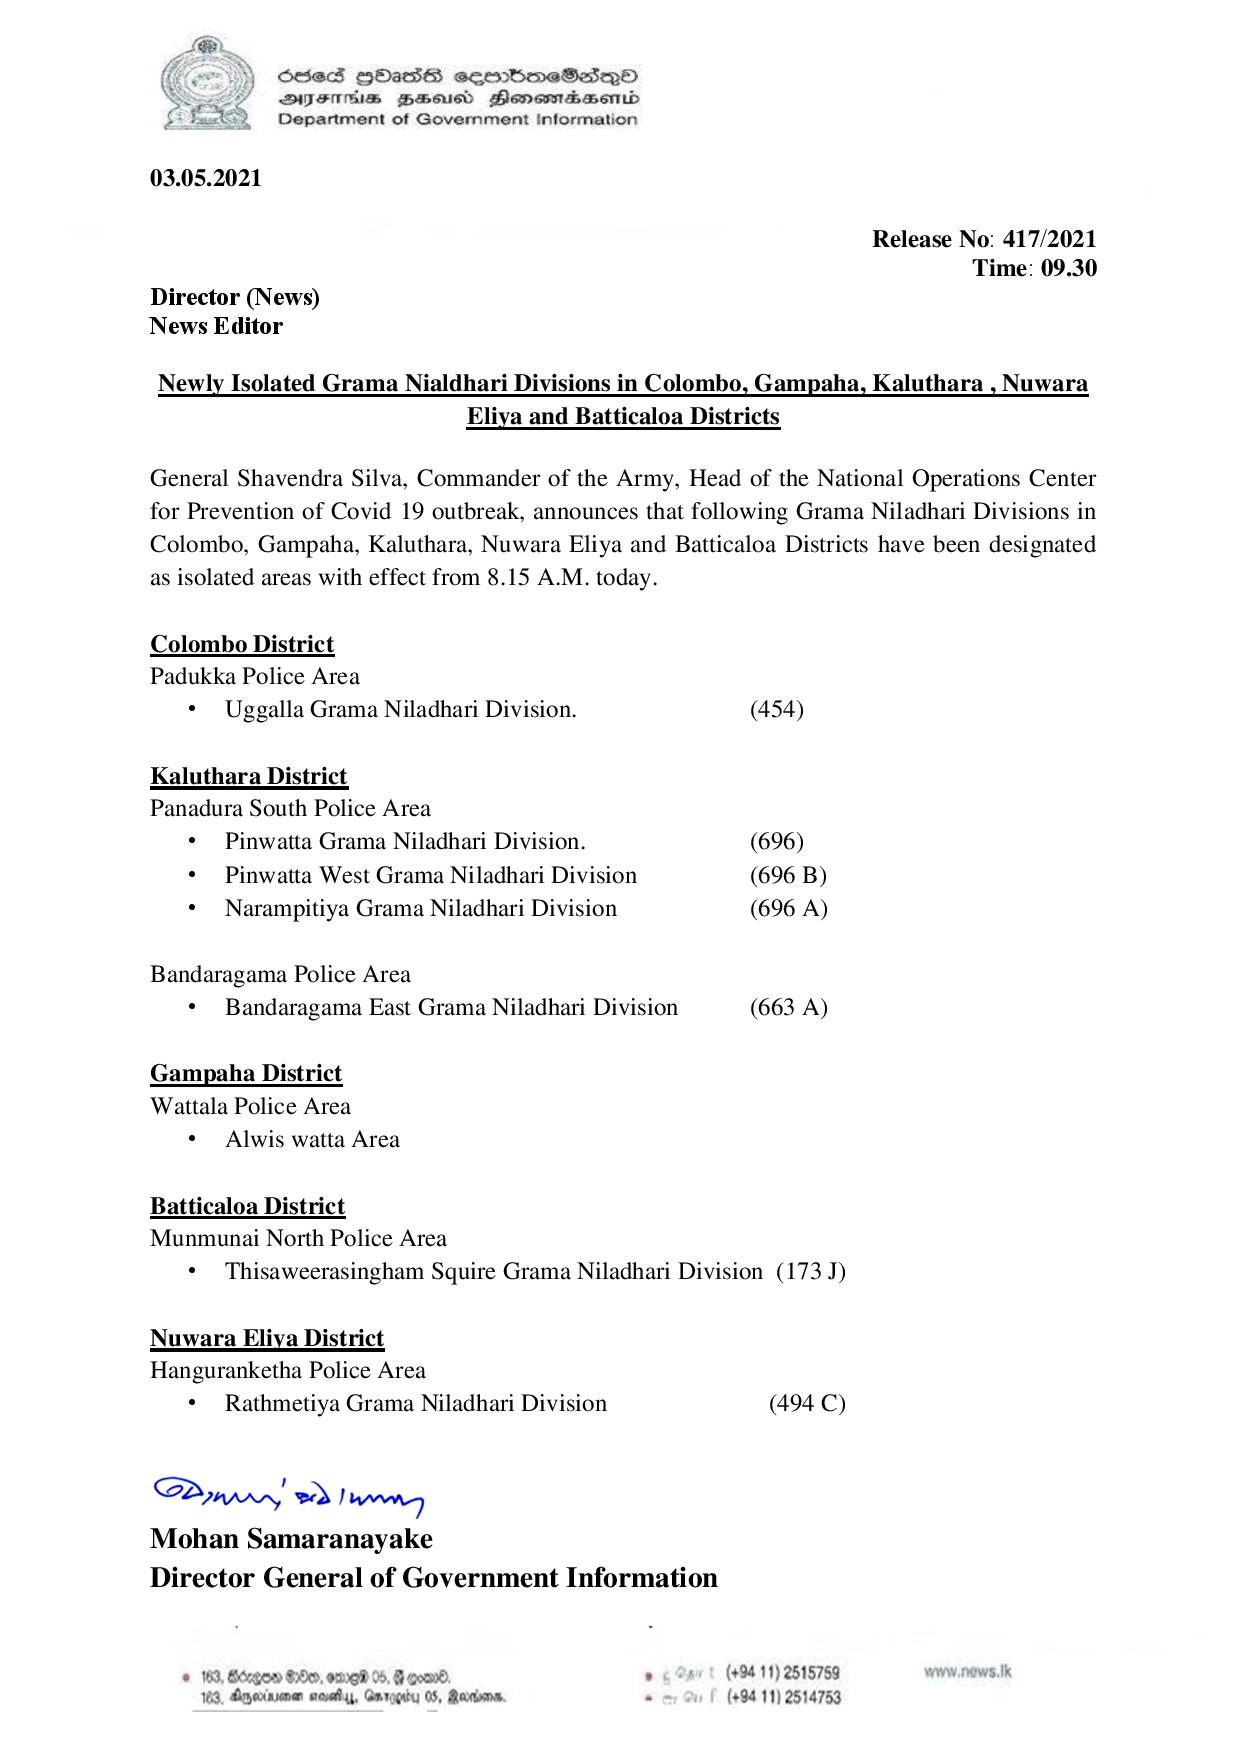 රජයේ ප්‍රවෘත්ති දෙපාර්තමේන්තුව
அரசாங்க தகவல் திணைக்களம்
Department of Government Information
03.05.2021
Release No: 417/2021
Time: 09.30
Director (News)
News Editor
Newly Isolated Grama Nialdhari Divisions in Colombo, Gampaha, Kaluthara , Nuwara
Eliya and Batticaloa Districts
General Shavendra Silva, Commander of the Army, Head of the National Operations Center
for Prevention of Covid 19 outbreak, announces that following Grama Niladhari Divisions in
Colombo, Gampaha, Kaluthara, Nuwara Eliya and Batticaloa Districts have been designated
as isolated areas with effect from 8.15 A.M. today.
Colombo District
Padukka Police Area
• Uggalla Grama Niladhari Division. (454)
Kaluthara District
Panadura South Police Area
• Pinwatta Grama Niladhari Division. (696)
• Pinwatta West Grama Niladhari Division (696 B)
• Narampitiya Grama Niladhari Division (696 A)
Bandaragama Police Area
• Bandaragama East Grama Niladhari Division (663 A)
Gampaha District
Wattala Police Area
• Alwis watta Area
Batticaloa District
Munmunai North Police Area
• Thisaweerasingham Squire Grama Niladhari Division (173 J)
Nuwara Eliya District
Hanguranketha Police Area
• Rathmetiya Grama Niladhari Division (494 C)
Mohan Samaranayake
Director General of Government Information
163, කිරුළපන මාවත, කොළඹ 05, ශ්‍රී ලංකාව.
163, கிருலப்பனை எவனியூ, கொழும்பு 05, இலங்கை.
(+94 11) 2515759
(+94 11) 2514753
www.news.lk